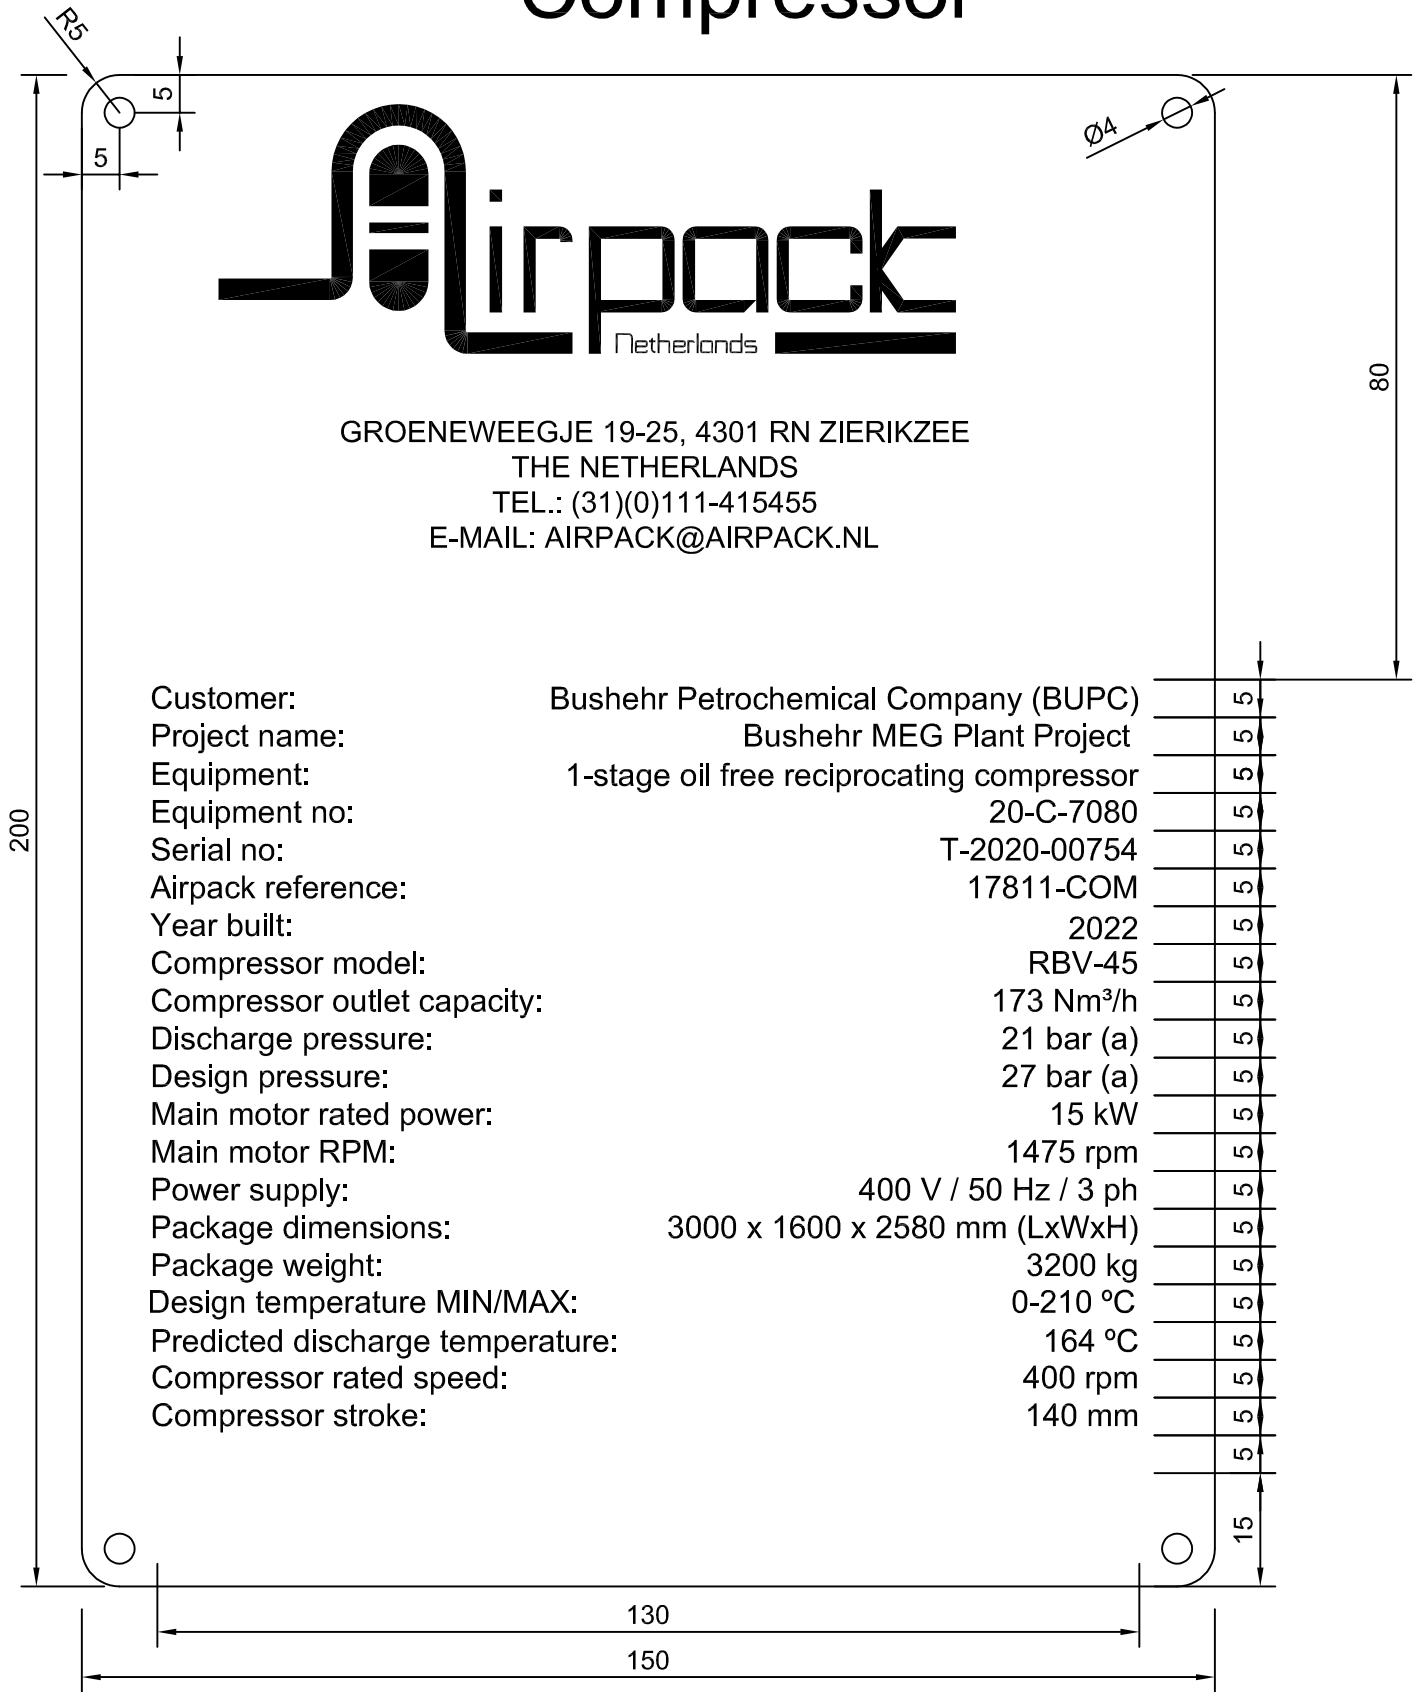 Compressor
R5
5
5
Ø4
Airpack
Netherlands
80
GROENEWEEGJE 19-25, 4301 RN ZIERIKZEE
THE NETHERLANDS
TEL.: (31)(0)111-415455
E-MAIL: AIRPACK@AIRPACK.NL
200
Customer: Bushehr Petrochemical Company (BUPC) 5
Project name: Bushehr MEG Plant Project 5
Equipment: 1-stage oil free reciprocating compressor 5
Equipment no: 20-C-7080 5
Serial no: T-2020-00754 5
Airpack reference: 17811-COM 5
Year built: 2022 5
Compressor model: RBV-45 5
Compressor outlet capacity: 173 Nm³/h 5
Discharge pressure: 21 bar (a) 5
Design pressure: 27 bar (a) 5
Main motor rated power: 15 kW 5
Main motor RPM: 1475 rpm 5
Power supply: 400 V / 50 Hz / 3 ph 5
Package dimensions: 3000 x 1600 x 2580 mm (LxWxH) 5
Package weight: 3200 kg 5
Design temperature MIN/MAX: 0-210 ºC 5
Predicted discharge temperature: 164 ºC 5
Compressor rated speed: 400 rpm 5
Compressor stroke: 140 mm 5
5
15
130
150